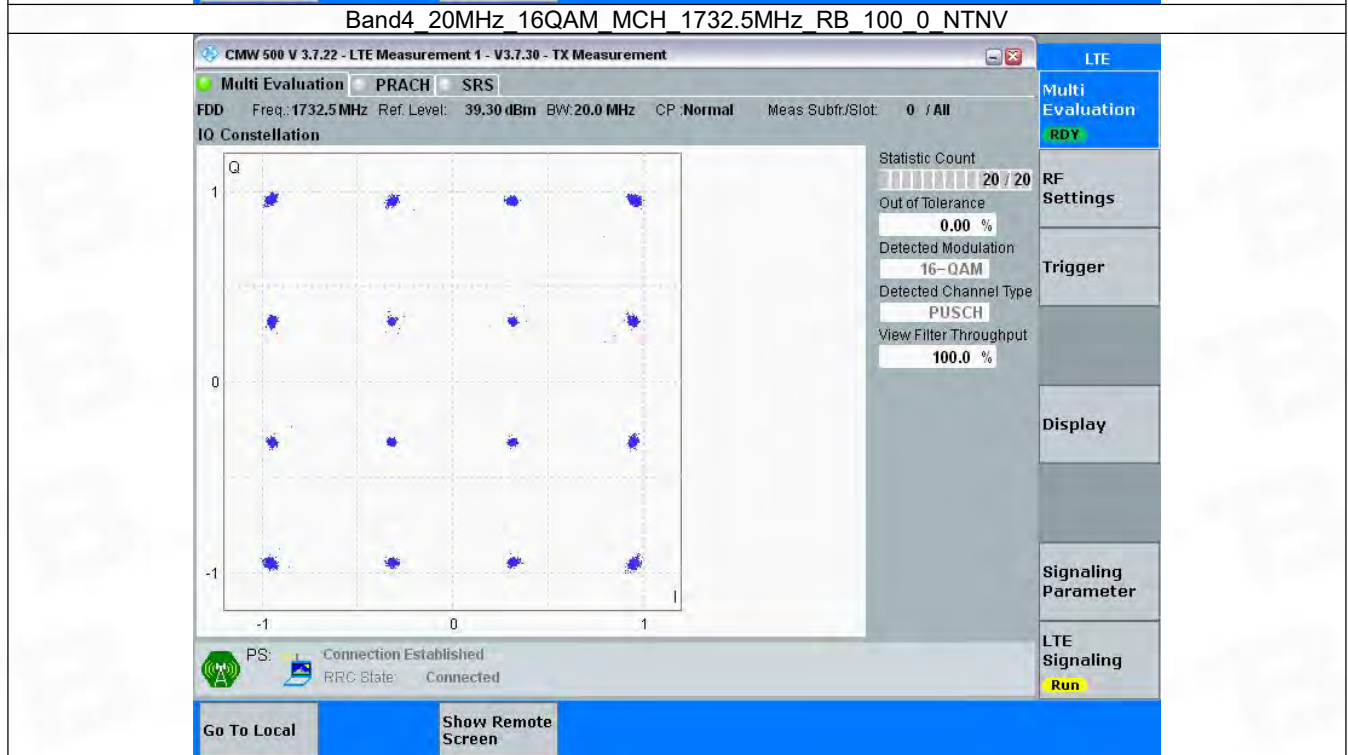 Band4_20MHz_16QAM_MCH_1732.5MHz_RB_100_0_NTNV
CMW 500 V 3.7.22 - LTE Measurement 1 - V3.7.30 - TX Measurement
LTE
Multi Evaluation PRACH SRS
Multi
Evaluation
RDY
FDD Freq.: 1732.5 MHz Ref. Level: 39.30 dBm BW: 20.0 MHz CP : Normal Meas Subfr./Slot: 0 / All
IQ Constellation
Q
1
0
-1
I
-1 0 1
Statistic Count
20 / 20
Out of Tolerance
0.00 %
Detected Modulation
16-QAM
Detected Channel Type
PUSCH
View Filter Throughput
100.0 %
RF
Settings
Trigger
Display
Signaling
Parameter
LTE
Signaling
Run
PS: Connection Established
RRC State: Connected
Go To Local
Show Remote
Screen